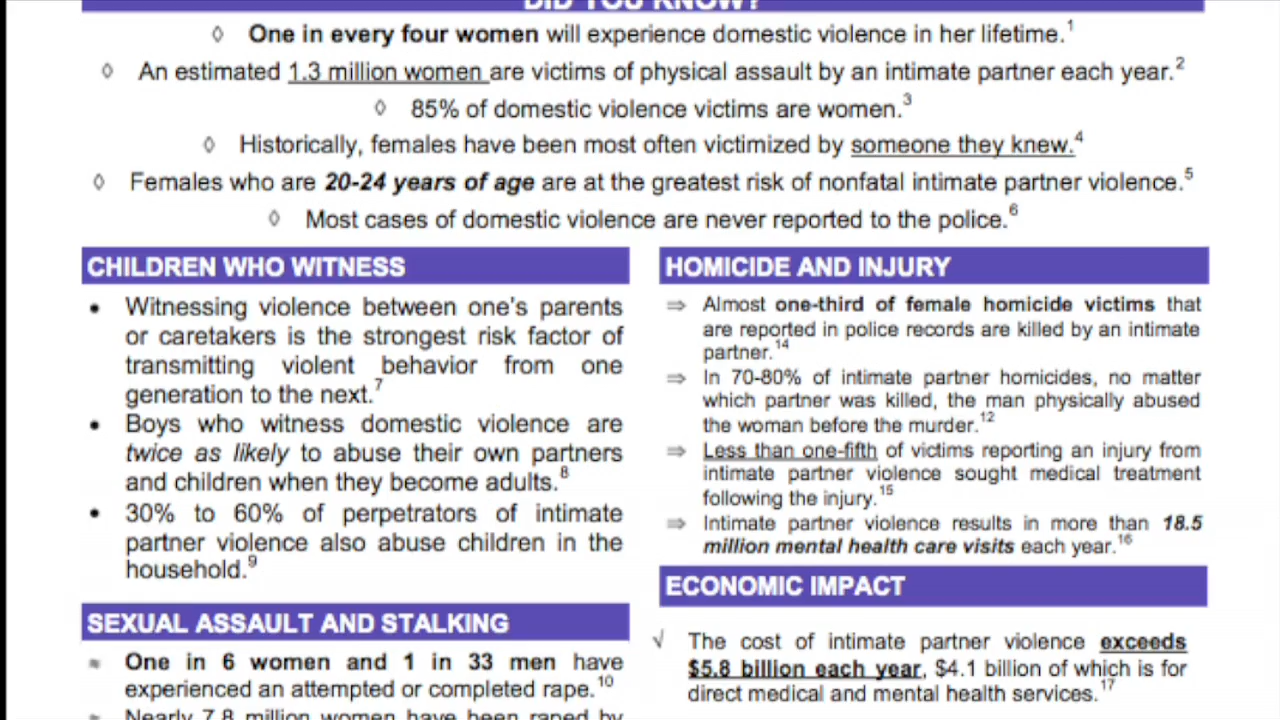 DID YOU KNOW?
◊ One in every four women will experience domestic violence in her lifetime.1
◊ An estimated 1.3 million women are victims of physical assault by an intimate partner each year.2
◊ 85% of domestic violence victims are women.3
◊ Historically, females have been most often victimized by someone they knew.4
◊ Females who are 20-24 years of age are at the greatest risk of nonfatal intimate partner violence.5
◊ Most cases of domestic violence are never reported to the police.6
CHILDREN WHO WITNESS
• Witnessing violence between one's parents
or caretakers is the strongest risk factor of
transmitting violent behavior from one
generation to the next.7
• Boys who witness domestic violence are
twice as likely to abuse their own partners
and children when they become adults.8
• 30% to 60% of perpetrators of intimate
partner violence also abuse children in the
household.9
SEXUAL ASSAULT AND STALKING
≈ One in 6 women and 1 in 33 men have
experienced an attempted or completed rape.10
≈ Nearly 7.8 million women have been raped by
HOMICIDE AND INJURY
⇒ Almost one-third of female homicide victims that
are reported in police records are killed by an intimate
partner.14
⇒ In 70-80% of intimate partner homicides, no matter
which partner was killed, the man physically abused
the woman before the murder.12
⇒ Less than one-fifth of victims reporting an injury from
intimate partner violence sought medical treatment
following the injury.15
⇒ Intimate partner violence results in more than 18.5
million mental health care visits each year.16
ECONOMIC IMPACT
√ The cost of intimate partner violence exceeds
$5.8 billion each year, $4.1 billion of which is for
direct medical and mental health services.17